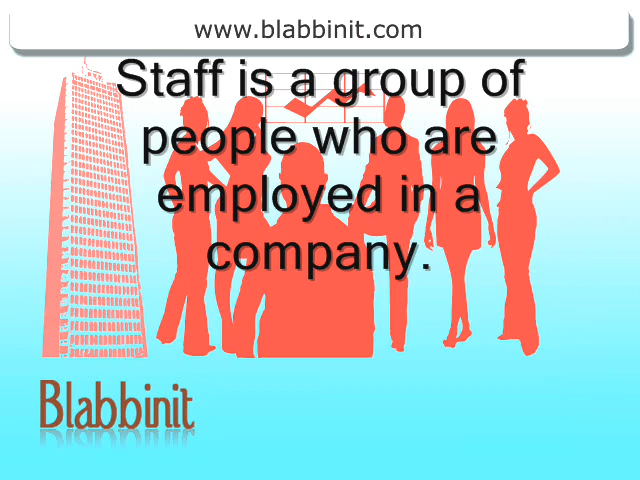 www.blabbinit.com
Staff is a group of
people who are
employed in a
company.
Blabbinit